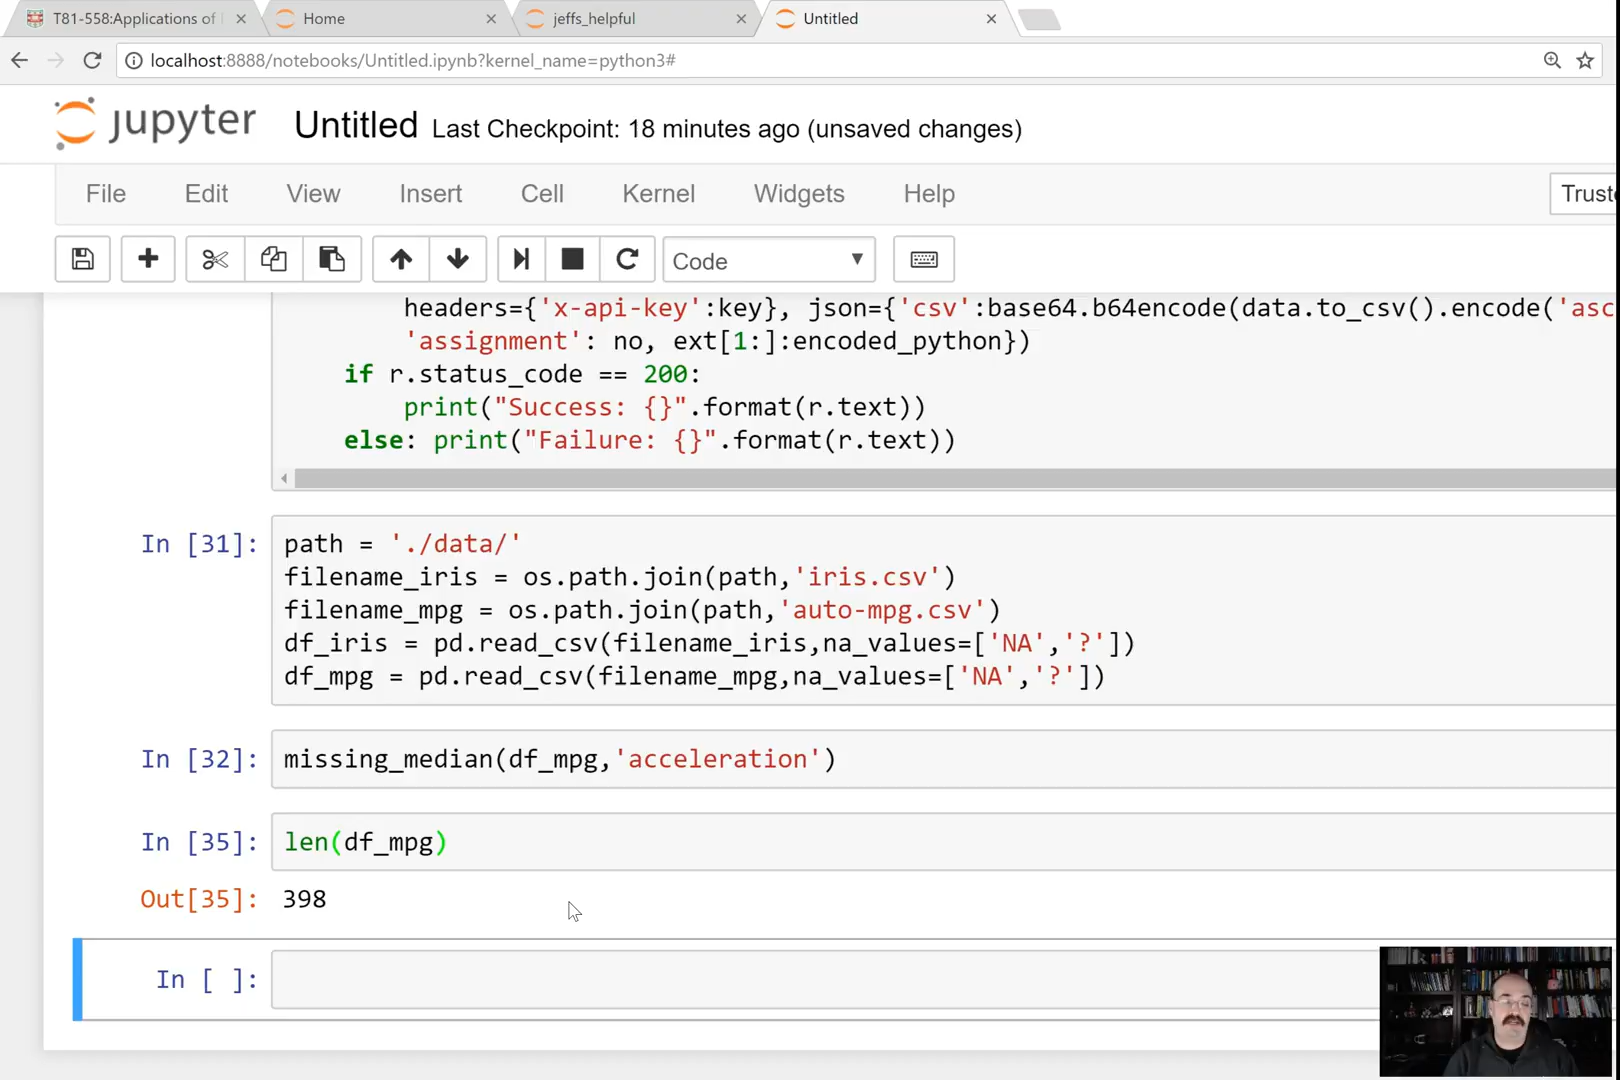 T81-558:Applications of
Home
jeffs_helpful
Untitled
localhost:8888/notebooks/Untitled.ipynb?kernel_name=python3#
jupyter Untitled Last Checkpoint: 18 minutes ago (unsaved changes)
File Edit View Insert Cell Kernel Widgets Help Truste
Code
headers={'x-api-key':key}, json={'csv':base64.b64encode(data.to_csv().encode('asc
'assignment': no, ext[1:]:encoded_python})
if r.status_code == 200:
print("Success: {}".format(r.text))
else: print("Failure: {}".format(r.text))
In [31]: path = './data/'
filename_iris = os.path.join(path,'iris.csv')
filename_mpg = os.path.join(path,'auto-mpg.csv')
df_iris = pd.read_csv(filename_iris,na_values=['NA','?'])
df_mpg = pd.read_csv(filename_mpg,na_values=['NA','?'])
In [32]: missing_median(df_mpg,'acceleration')
In [35]: len(df_mpg)
Out[35]: 398
In [ ]: